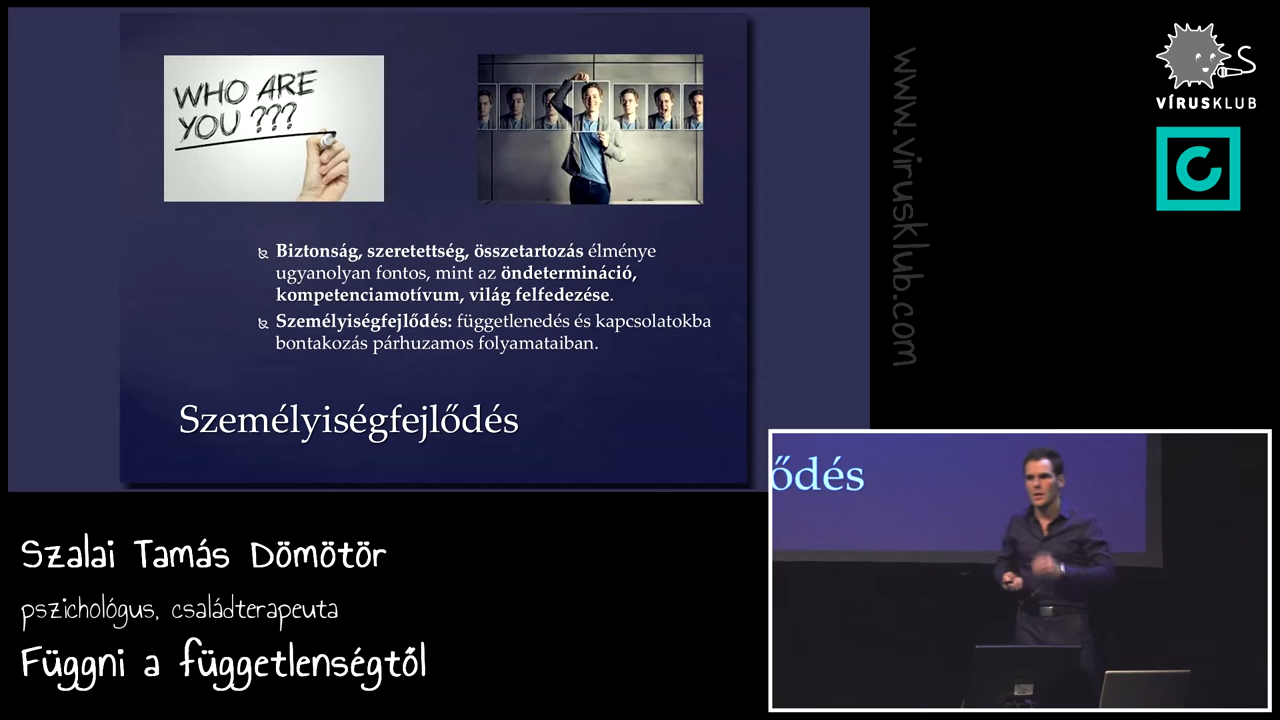 WHO ARE
YOU ???
Biztonság, szeretettség, összetartozás élménye
ugyanolyan fontos, mint az öndetermináció,
kompetenciamotívum, világ felfedezése.
Személyiségfejlődés: függetlenedés és kapcsolatokba
bontakozás párhuzamos folyamataiban.
Személyiségfejlődés
www.virusklub.com
VÍRUSKLUB
ődés
Szalai Tamás Dömötör
pszichológus, családterapeuta
Függni a függetlenségtől